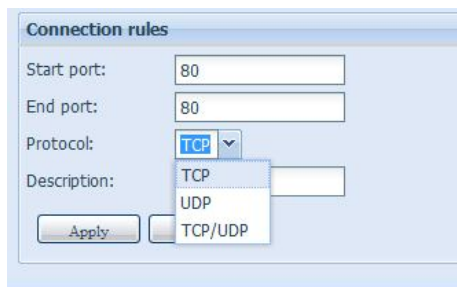 Connection rules
Start port: 80
End port: 80
Protocol: TCP
Description:
TCP
UDP
TCP/UDP
Apply